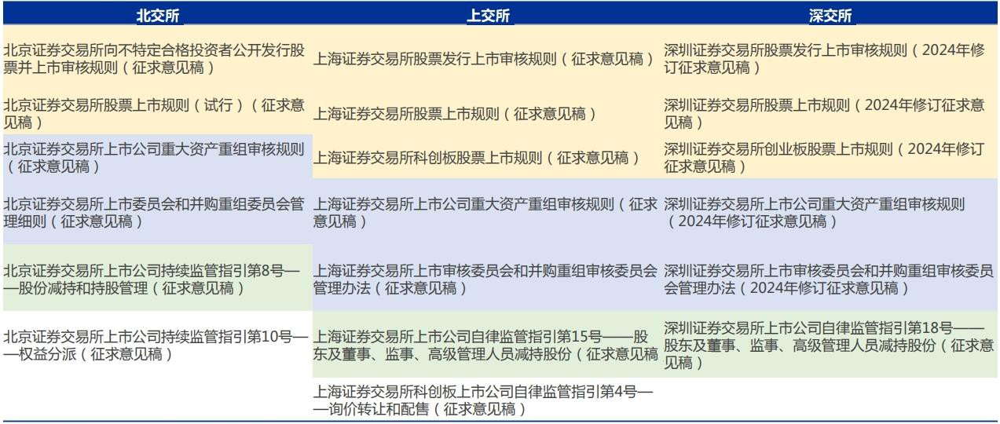 北交所
上交所
深交所
北京证券交易所向不特定合格投资者公开发行股
票并上市审核规则（征求意见稿）
上海证券交易所股票发行上市审核规则（征求意见稿）
深圳证券交易所股票发行上市审核规则（2024年修
订征求意见稿）
北京证券交易所股票上市规则（试行）（征求意
见稿）
上海证券交易所股票上市规则（征求意见稿）
深圳证券交易所股票上市规则（2024年修订征求意
见稿）
北京证券交易所上市公司重大资产重组审核规则
（征求意见稿）
上海证券交易所科创板股票上市规则（征求意见稿）
深圳证券交易所创业板股票上市规则（2024年修订
征求意见稿）
北京证券交易所上市委员会和并购重组委员会管
理细则（征求意见稿）
上海证券交易所上市公司重大资产重组审核规则（征求
意见稿）
深圳证券交易所上市公司重大资产重组审核规则
（2024年修订征求意见稿）
北京证券交易所上市公司持续监管指引第8号—
—股份减持和持股管理（征求意见稿）
上海证券交易所上市审核委员会和并购重组审核委员会
管理办法（征求意见稿）
深圳证券交易所上市审核委员会和并购重组审核委员
会管理办法（2024年修订征求意见稿）
北京证券交易所上市公司持续监管指引第10号—
—权益分派（征求意见稿）
上海证券交易所上市公司自律监管指引第15号——股
东及董事、监事、高级管理人员减持股份（征求意见稿
深圳证券交易所上市公司自律监管指引第18号——
股东及董事、监事、高级管理人员减持股份（征求意
见稿）
上海证券交易所科创板上市公司自律监管指引第4号—
—询价转让和配售（征求意见稿）